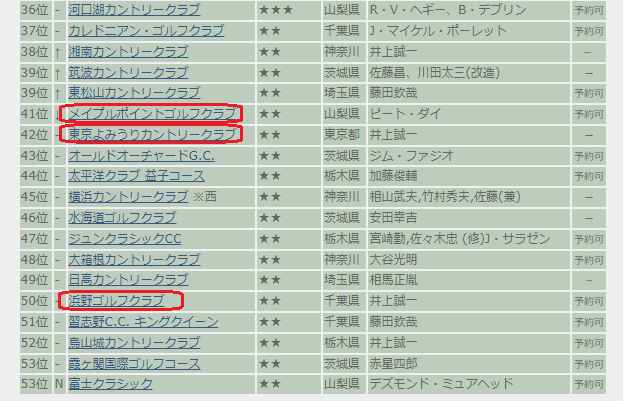 36位 - 河口湖カントリークラブ ★★★ 山梨県 R・V・ヘギー、B・デブリン 予約可
37位 - カレドニアン・ゴルフクラブ ★★ 千葉県 J・マイケル・ポーレット 予約可
38位 ↑ 湘南カントリークラブ ★★ 神奈川 井上誠一 －
39位 ↑ 筑波カントリークラブ ★★ 茨城県 佐藤昌、川田太三(改造) －
39位 ↑ 東松山カントリークラブ ★★ 埼玉県 藤田欽哉 予約可
41位 メイプルポイントゴルフクラブ ★★ 山梨県 ピート・ダイ 予約可
42位 - 東京よみうりカントリークラブ ★★ 東京都 井上誠一 －
43位 - オールドオーチャードG.C. ★★ 茨城県 ジム・ファジオ 予約可
44位 - 太平洋クラブ 益子コース ★★ 栃木県 加藤俊輔 予約可
45位 - 横浜カントリークラブ ※西 ★★ 神奈川 相山武夫,竹村秀夫,佐藤(兼) －
46位 - 水海道ゴルフクラブ ★★ 茨城県 安田幸吉 －
47位 - ジュンクラシックCC ★★ 栃木県 宮崎勤,佐々木忠 (修)J・サラゼン 予約可
48位 - 大箱根カントリークラブ ★★ 神奈川 大谷光明 予約可
49位 - 日高カントリークラブ ★★ 埼玉県 相馬正胤 －
50位 - 浜野ゴルフクラブ ★★ 千葉県 井上誠一 予約可
51位 - 習志野C.C. キングクイーン ★★ 千葉県 藤田欽哉 予約可
52位 - 烏山城カントリークラブ ★★ 栃木県 井上誠一 予約可
53位 - 霞ヶ関国際ゴルフコース ★★ 茨城県 赤星四郎 予約可
53位 N 富士クラシック ★★ 山梨県 デズモンド・ミュアヘッド 予約可